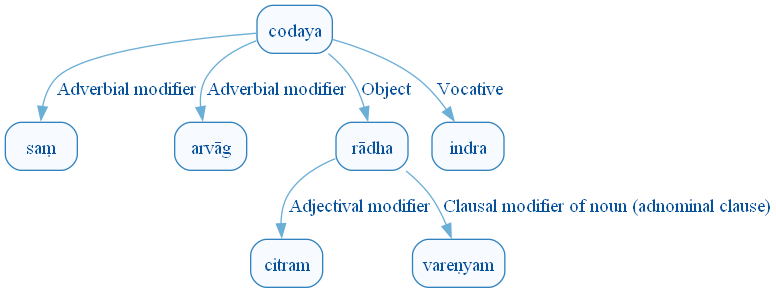 codaya
Adverbial modifier Adverbial modifier Object Vocative
saṃ arvāg rādha indra
Adjectival modifier Clausal modifier of noun (adnominal clause)
citram vareṇyam